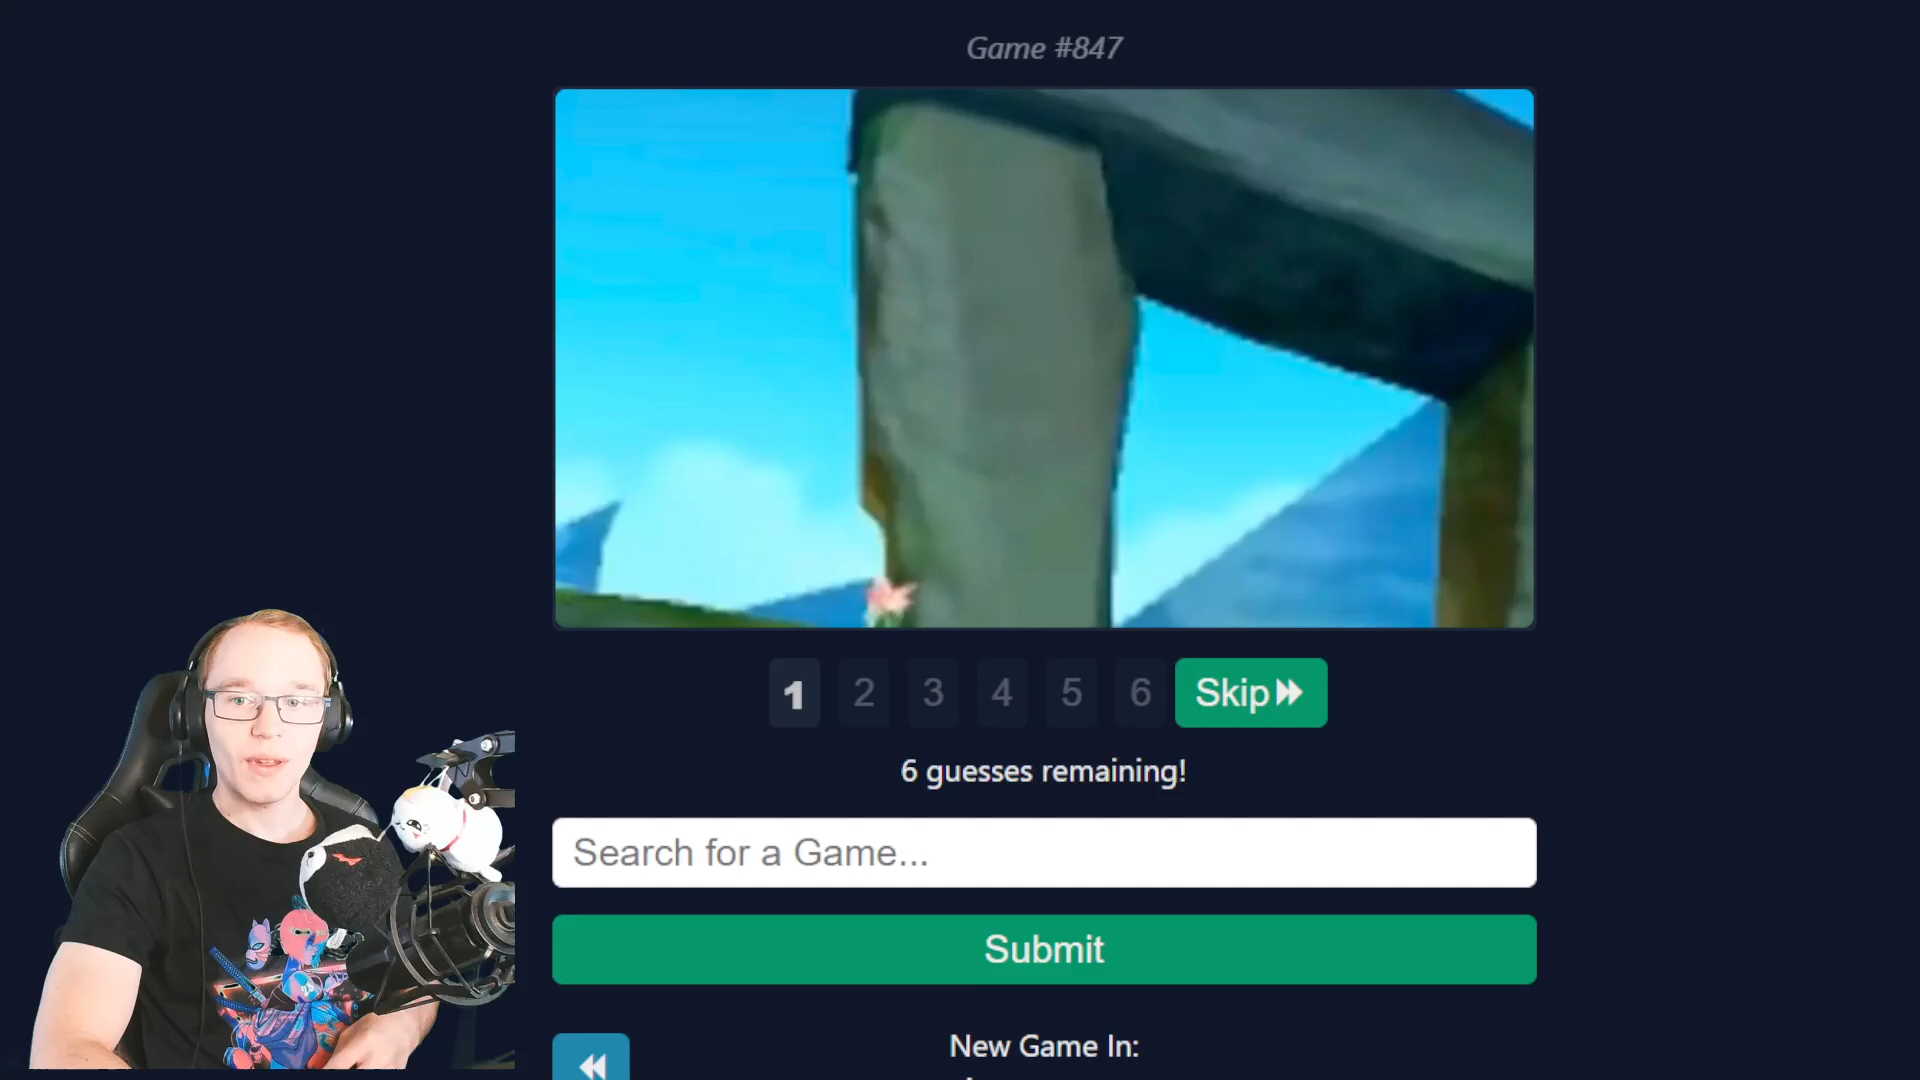 Game #847
1 2 3 4 5 6 Skip
6 guesses remaining!
Search for a Game...
Submit
New Game In: